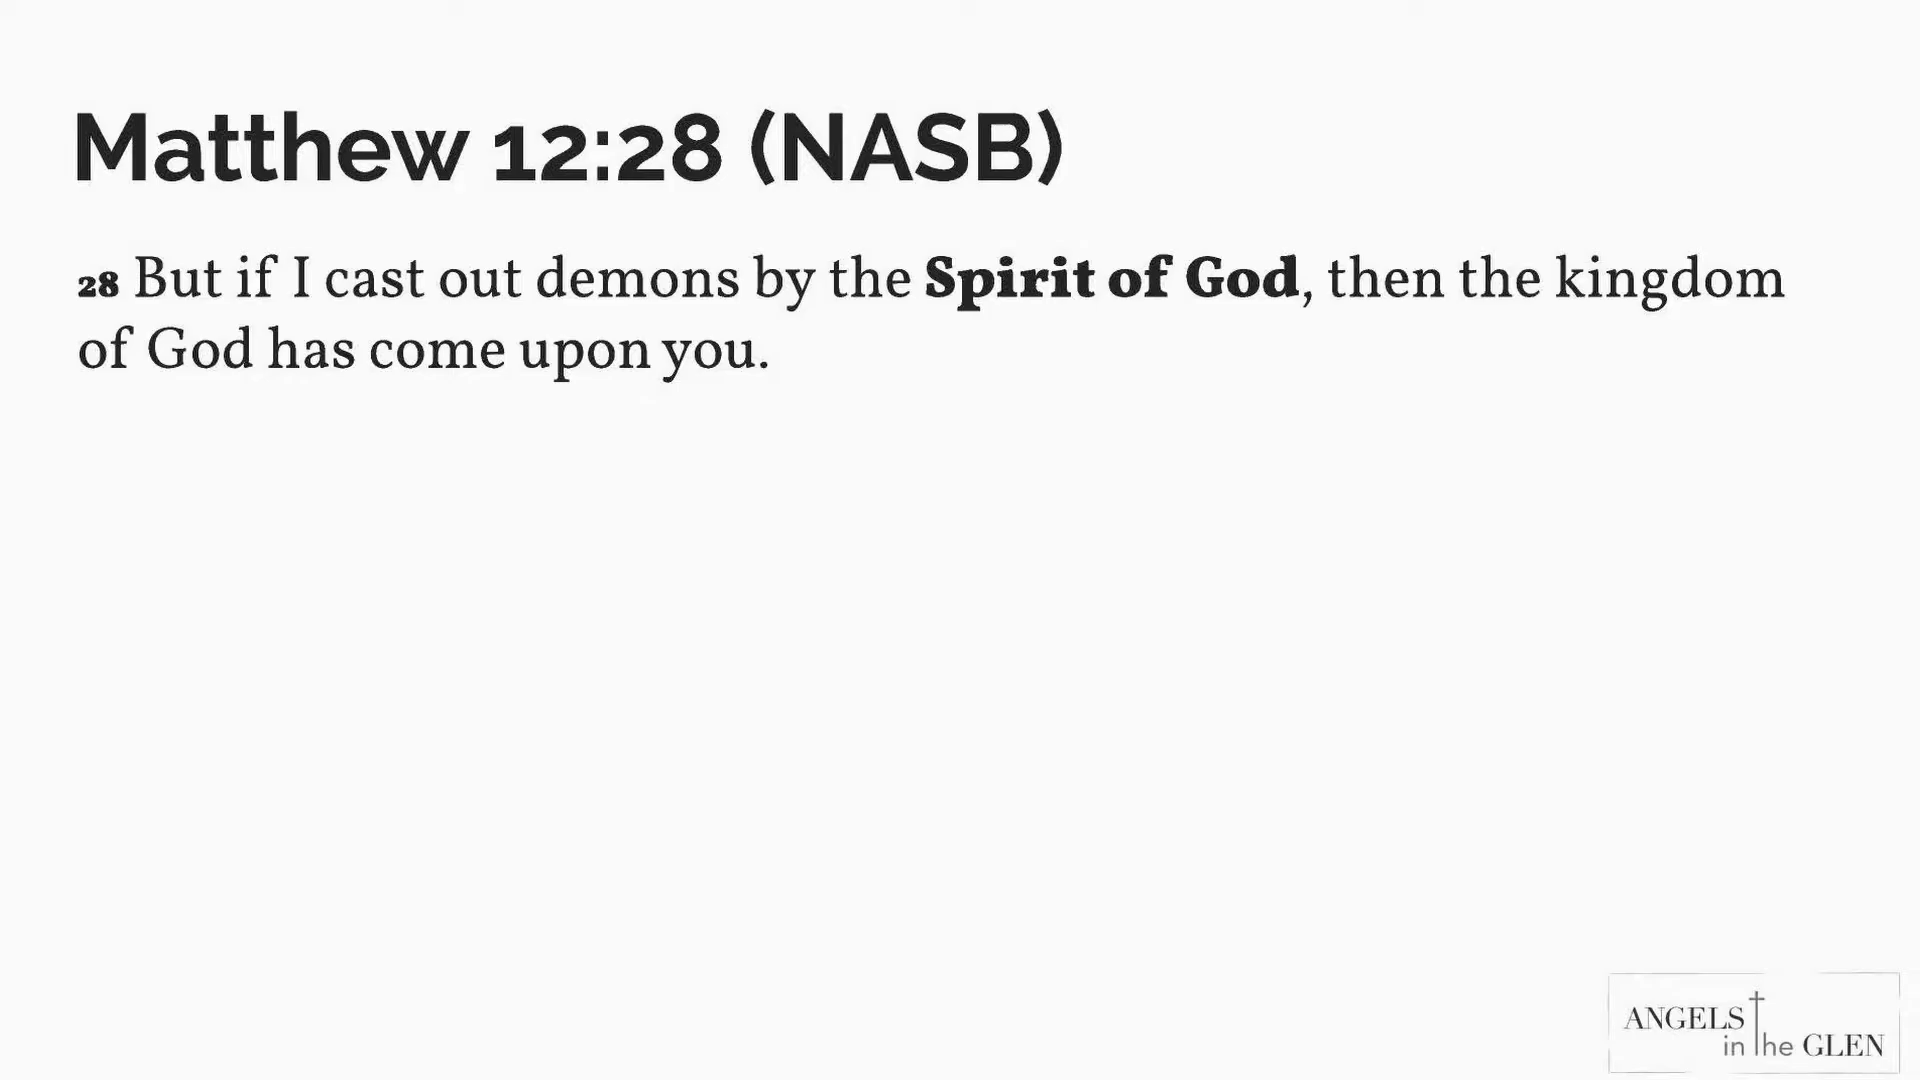 Matthew 12:28 (NASB)
28 But if I cast out demons by the Spirit of God, then the kingdom
of God has come upon you.
ANGELS
in the GLEN